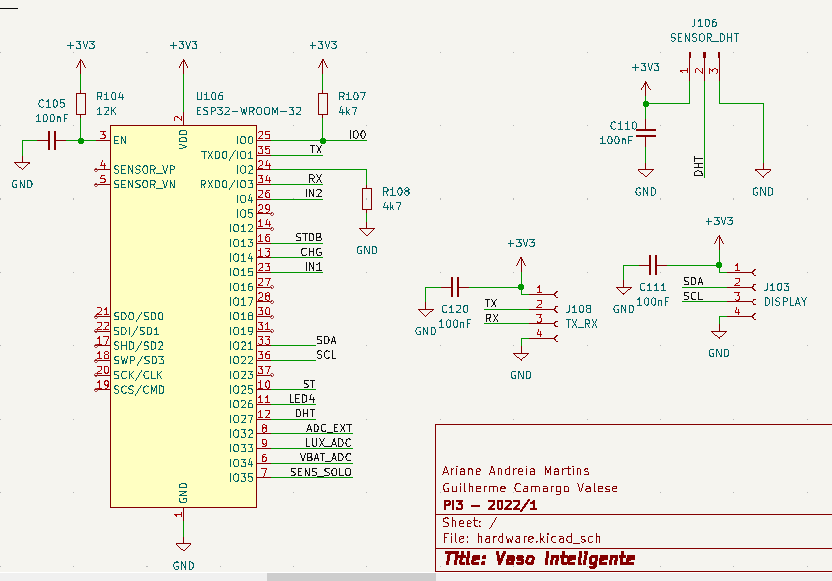 J106
SENSOR_DHT
+3V3
+3V3
+3V3
+3V3
1
2
3
C105
100nF
R104
12K
2
VDD
U106
ESP32-WROOM-32
R107
4k7
C110
100nF
DHT
GND
GND
GND
3 EN
IO0 25
IO0
TXD0/IO1 35
TX
4 SENSOR_VP
IO2 24
5 SENSOR_VN
RXD0/IO3 34
RX
IO4 26
IN2
R108
4k7
GND
IO5 29
IO12 14
IO13 16
STDB
IO14 13
CHG
IO15 23
IN1
IO16 27
IO17 28
21 SDO/SD0
IO18 30
22 SDI/SD1
IO19 31
17 SHD/SD2
IO21 33
SDA
18 SWP/SD3
IO22 36
SCL
20 SCK/CLK
IO23 37
19 SCS/CMD
IO25 10
ST
IO26 11
LED4
IO27 12
DHT
IO32 8
ADC_EXT
IO33 9
LUX_ADC
IO34 6
VBAT_ADC
IO35 7
SENS_SOLO
GND
1
GND
+3V3
C120
100nF
GND
TX
RX
1
2
3
4
J108
TX_RX
GND
+3V3
C111
100nF
GND
SDA
SCL
1
2
3
4
J103
DISPLAY
GND
Ariane Andreia Martins
Guilherme Camargo Valese
PI3 - 2022/1
Sheet: /
File: hardware.kicad_sch
Title: Vaso Inteligente